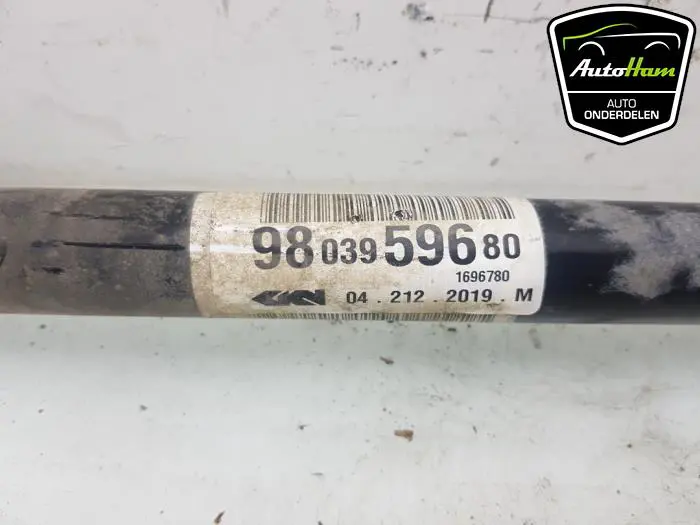 AutoHam
AUTO
ONDERDELEN
98 039 596 80
1696780
GKN 04 . 212 . 2019 . M